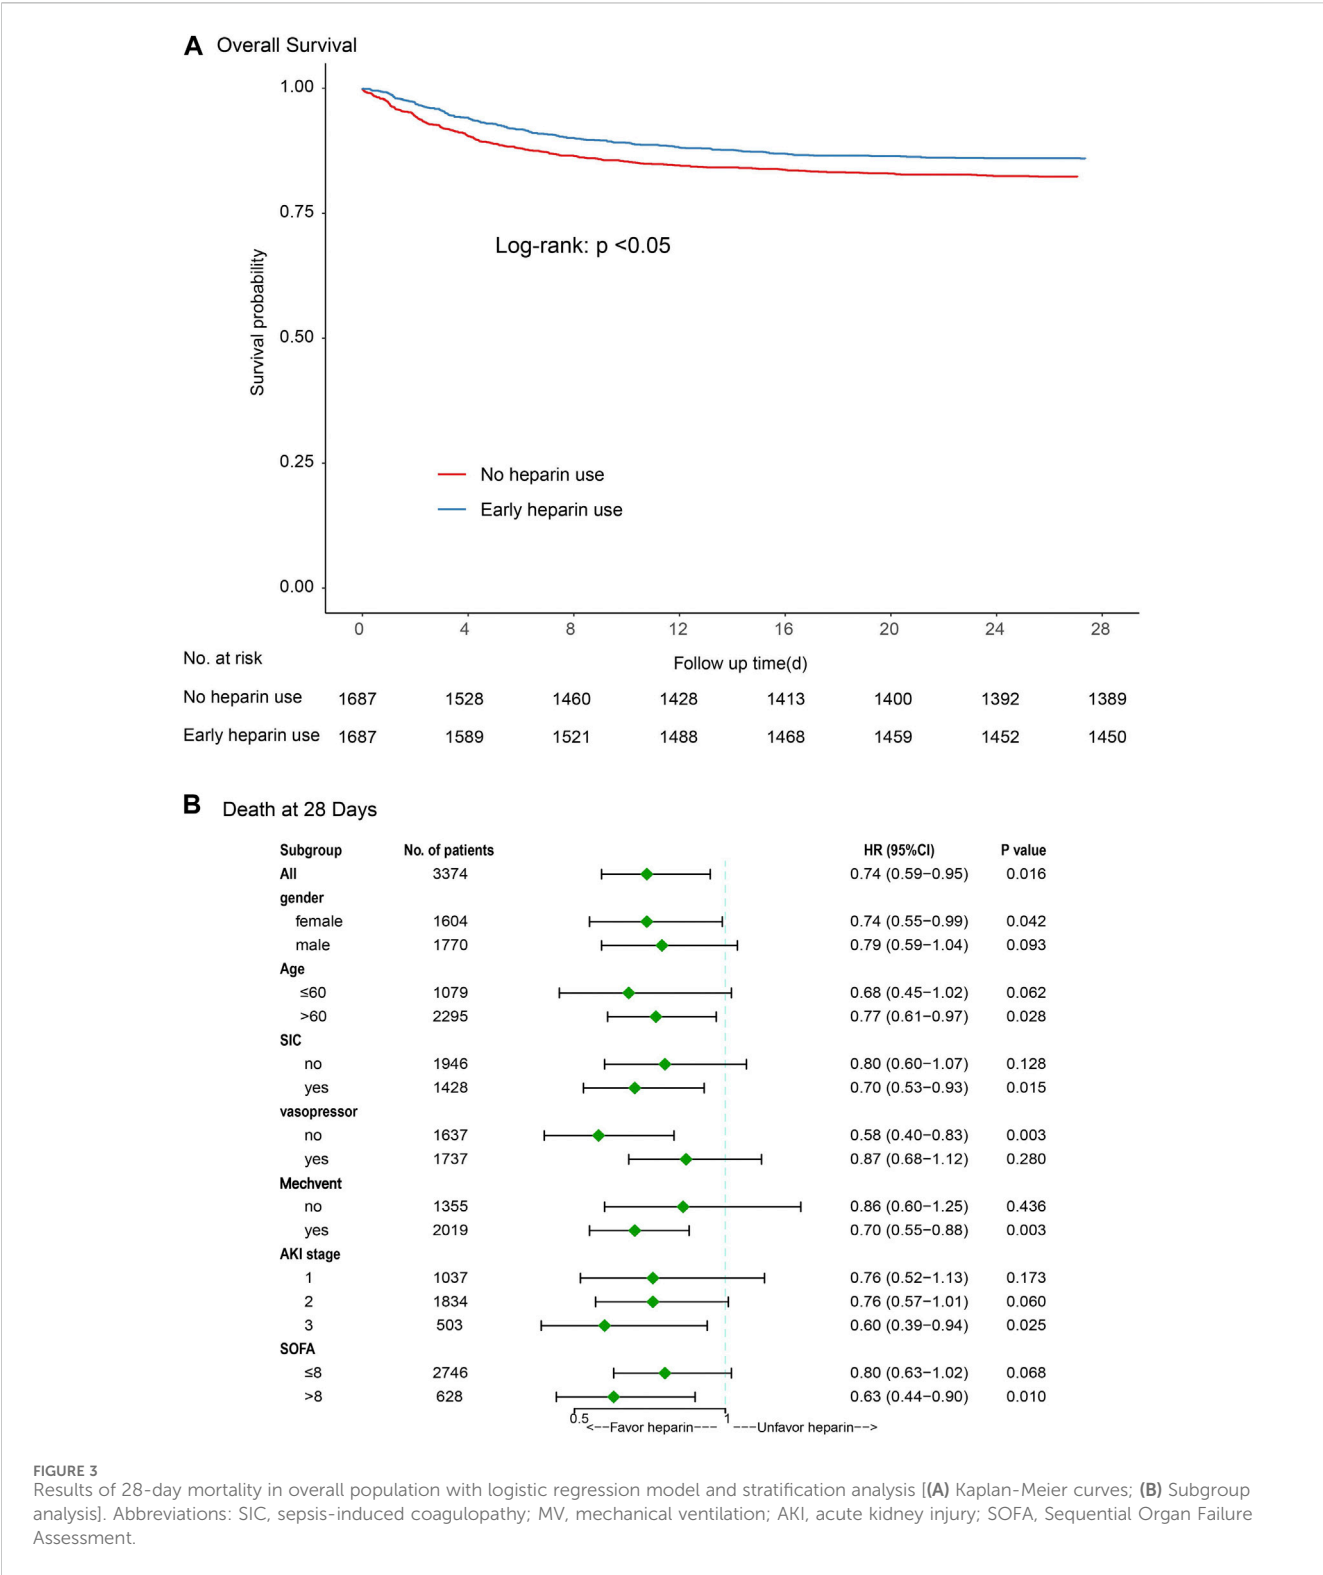 A Overall Survival
1.00
0.75
0.50
0.25
0.00
Survival probability
Log-rank: p <0.05
No heparin use
Early heparin use
0 4 8 12 16 20 24 28
Follow up time(d)
No. at risk
No heparin use 1687 1528 1460 1428 1413 1400 1392 1389
Early heparin use 1687 1589 1521 1488 1468 1459 1452 1450
B Death at 28 Days
Subgroup No. of patients HR (95%CI) P value
All 3374 0.74 (0.59−0.95) 0.016
gender
female 1604 0.74 (0.55−0.99) 0.042
male 1770 0.79 (0.59−1.04) 0.093
Age
≤60 1079 0.68 (0.45−1.02) 0.062
>60 2295 0.77 (0.61−0.97) 0.028
SIC
no 1946 0.80 (0.60−1.07) 0.128
yes 1428 0.70 (0.53−0.93) 0.015
vasopressor
no 1637 0.58 (0.40−0.83) 0.003
yes 1737 0.87 (0.68−1.12) 0.280
Mechvent
no 1355 0.86 (0.60−1.25) 0.436
yes 2019 0.70 (0.55−0.88) 0.003
AKI stage
1 1037 0.76 (0.52−1.13) 0.173
2 1834 0.76 (0.57−1.01) 0.060
3 503 0.60 (0.39−0.94) 0.025
SOFA
≤8 2746 0.80 (0.63−1.02) 0.068
>8 628 0.63 (0.44−0.90) 0.010
0.5 1
<−−Favor heparin−−− −−−Unfavor heparin−−>
FIGURE 3
Results of 28-day mortality in overall population with logistic regression model and stratification analysis [(A) Kaplan-Meier curves; (B) Subgroup
analysis]. Abbreviations: SIC, sepsis-induced coagulopathy; MV, mechanical ventilation; AKI, acute kidney injury; SOFA, Sequential Organ Failure
Assessment.